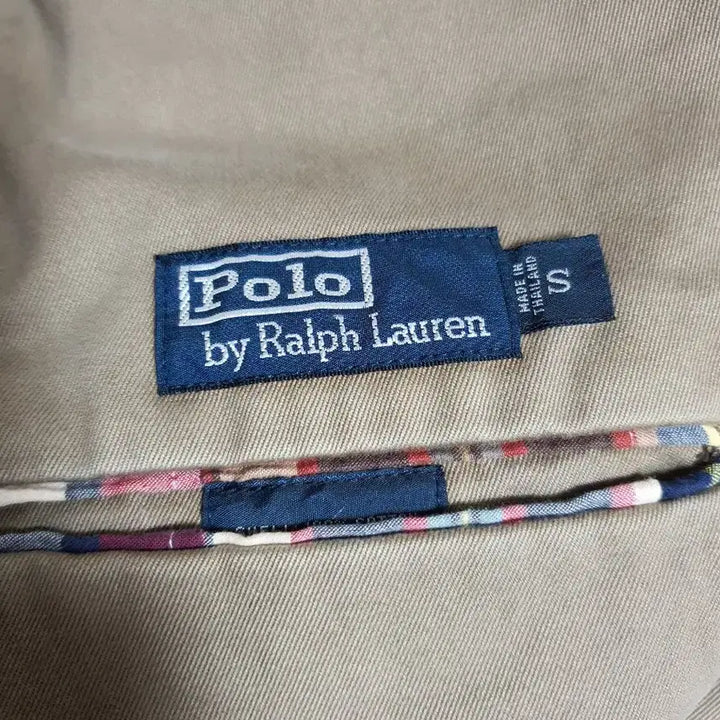 Polo
by Ralph Lauren
MADE IN
THAILAND
S